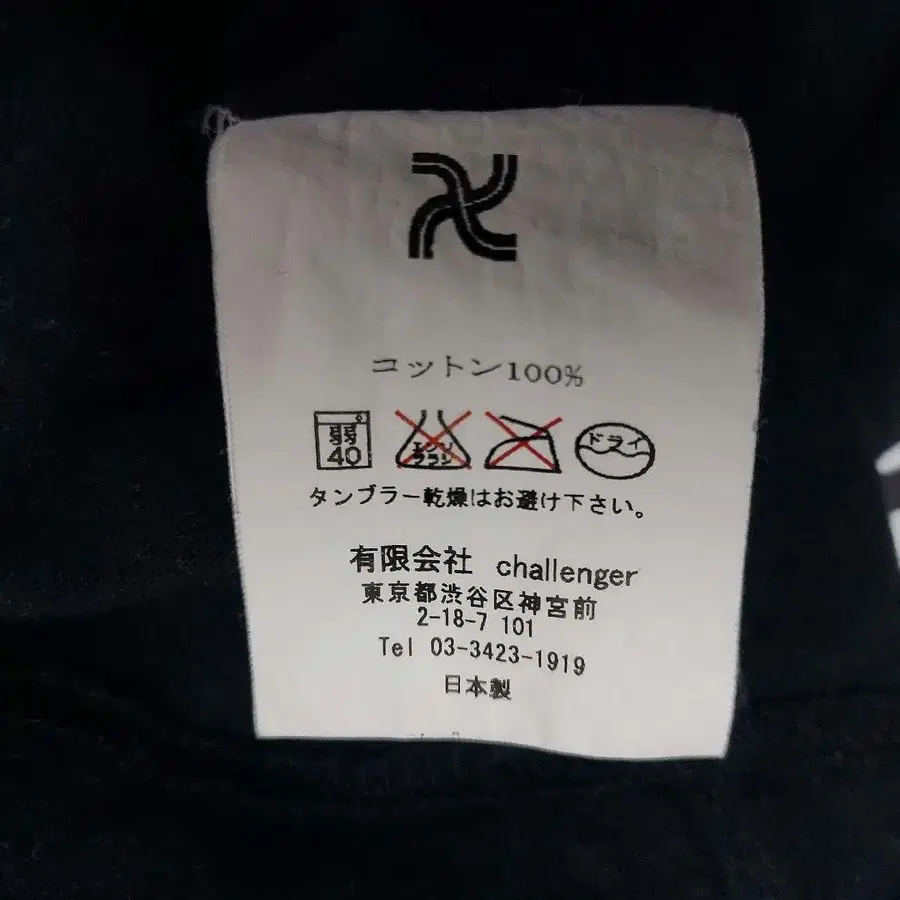 コットン100%
弱
40
エンソ
フラシ
ドライ
タンブラー乾燥はお避け下さい。
有限会社 challenger
東京都渋谷区神宮前
2-18-7 101
Tel 03-3423-1919
日本製